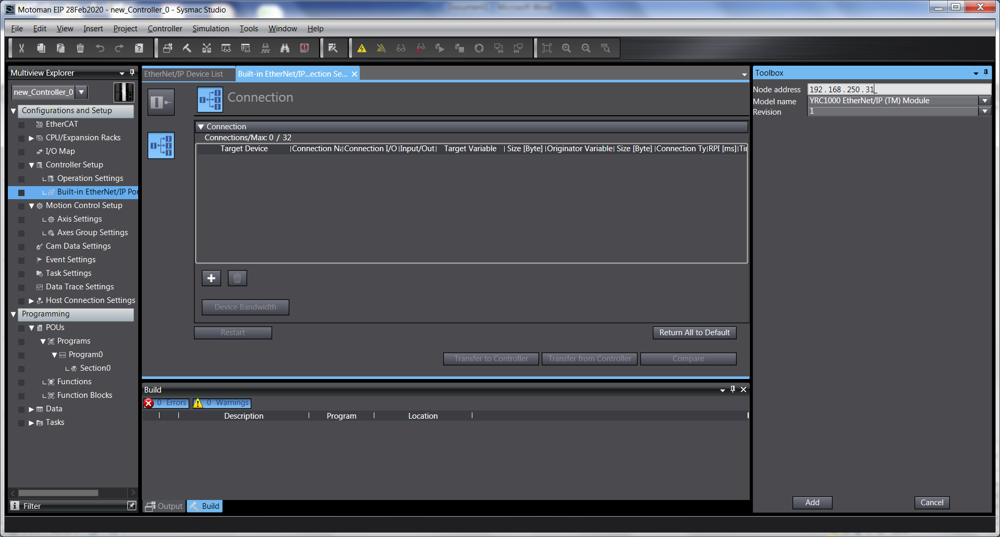 Motoman EIP 28Feb2020 - new_Controller_0 - Sysmac Studio
File Edit View Insert Project Controller Simulation Tools Window Help
Multiview Explorer
new_Controller_0
Configurations and Setup
EtherCAT
CPU/Expansion Racks
I/O Map
Controller Setup
Operation Settings
Built-in EtherNet/IP Por
Motion Control Setup
Axis Settings
Axes Group Settings
Cam Data Settings
Event Settings
Task Settings
Data Trace Settings
Host Connection Settings
Programming
POUs
Programs
Program0
Section0
Functions
Function Blocks
Data
Tasks
Filter
EtherNet/IP Device List
Built-in EtherNet/IP...ection Se...
Connection
Connection
Connections/Max: 0 / 32
Target Device Connection Na Connection I/O Input/Out Target Variable Size [Byte] Originator Variable Size [Byte] Connection Ty RPI [ms] Tim
Device Bandwidth
Restart
Return All to Default
Transfer to Controller Transfer from Controller Compare
Build
0 Errors 0 Warnings
Description Program Location
Output Build
Toolbox
Node address 192 . 168 . 250 . 31_
Model name YRC1000 EtherNet/IP (TM) Module
Revision 1
Add Cancel